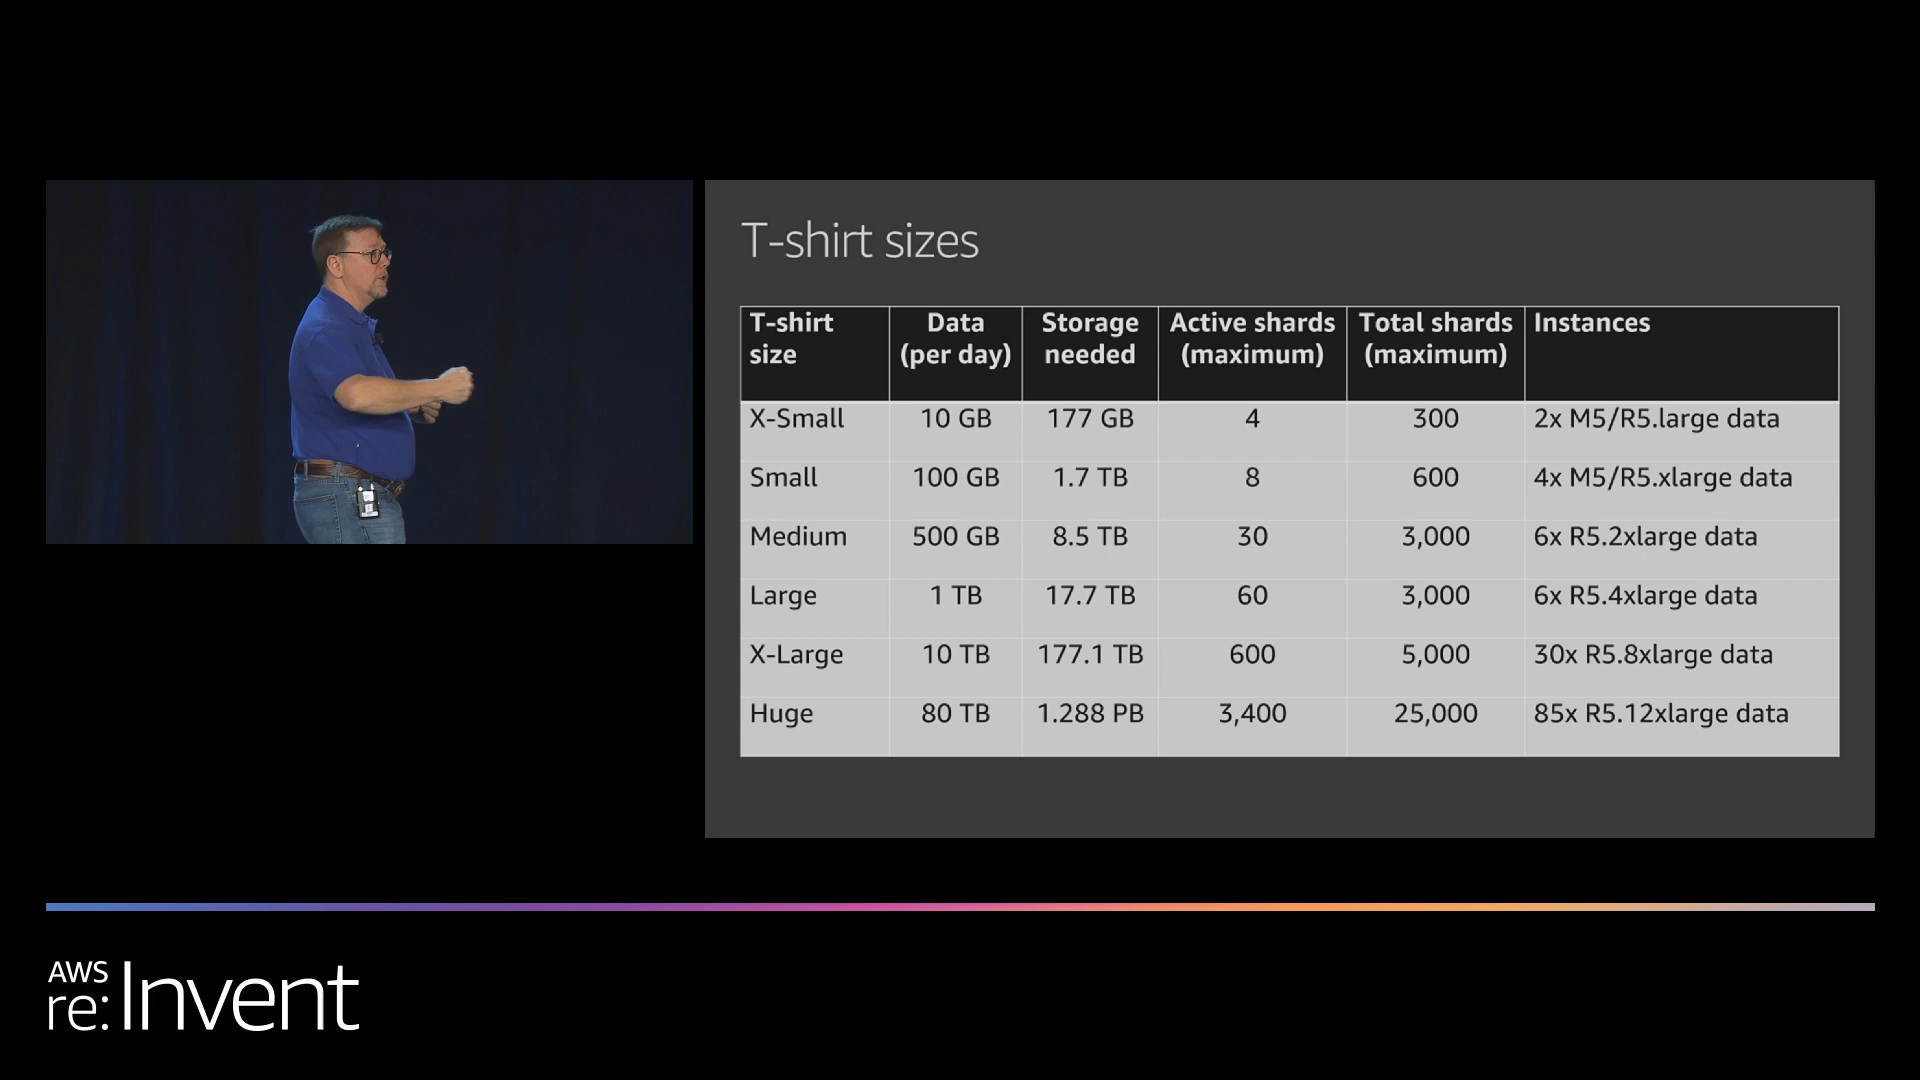 T-shirt sizes
T-shirt size | Data (per day) | Storage needed | Active shards (maximum) | Total shards (maximum) | Instances
X-Small | 10 GB | 177 GB | 4 | 300 | 2x M5/R5.large data
Small | 100 GB | 1.7 TB | 8 | 600 | 4x M5/R5.xlarge data
Medium | 500 GB | 8.5 TB | 30 | 3,000 | 6x R5.2xlarge data
Large | 1 TB | 17.7 TB | 60 | 3,000 | 6x R5.4xlarge data
X-Large | 10 TB | 177.1 TB | 600 | 5,000 | 30x R5.8xlarge data
Huge | 80 TB | 1.288 PB | 3,400 | 25,000 | 85x R5.12xlarge data
AWS
re:Invent